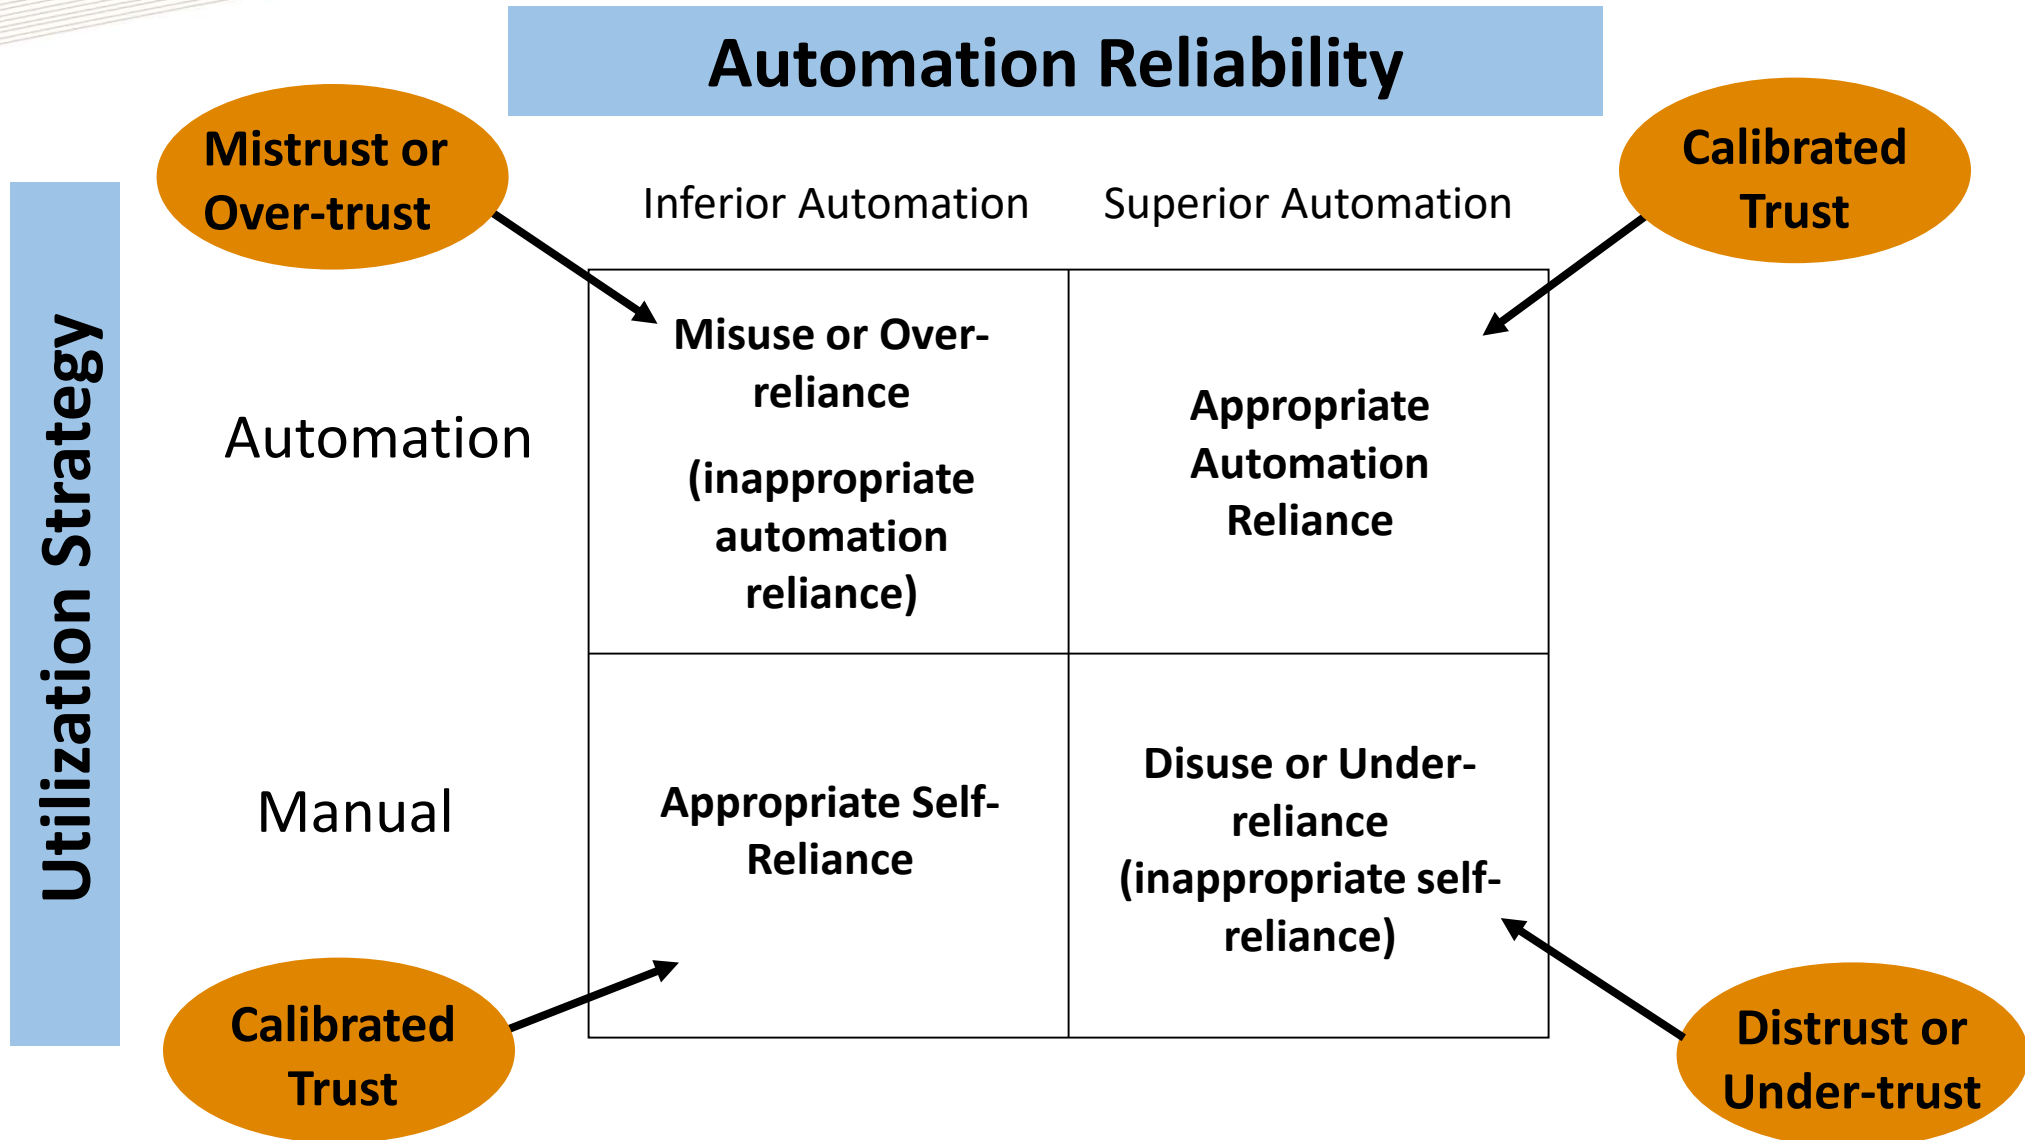 Automation Reliability
Mistrust or
Over-trust
Calibrated
Trust
Inferior Automation
Superior Automation
Utilization Strategy
Automation
Misuse or Over-
reliance
(inappropriate
automation
reliance)
Appropriate
Automation
Reliance
Manual
Appropriate Self-
Reliance
Disuse or Under-
reliance
(inappropriate self-
reliance)
Calibrated
Trust
Distrust or
Under-trust